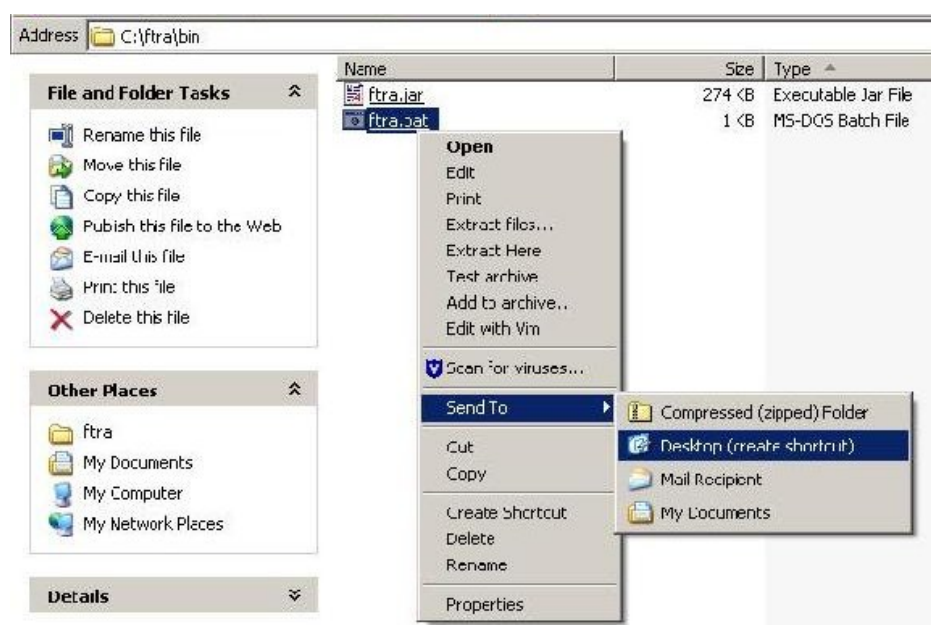 Address C:\ftra\bin
Name Size Type
File and Folder Tasks
ftra.jar 274 KB Executable Jar File
ftra.bat 1 KB MS-DOS Batch File
Rename this file
Move this file
Copy this file
Publish this file to the Web
E-mail this file
Print this file
Delete this file
Other Places
ftra
My Documents
My Computer
My Network Places
Details
Open
Edit
Print
Extract files...
Extract Here
Test archive
Add to archive...
Edit with Vim
Scan for viruses...
Send To
Cut
Copy
Create Shortcut
Delete
Rename
Properties
Compressed (zipped) Folder
Desktop (create shortcut)
Mail Recipient
My Documents